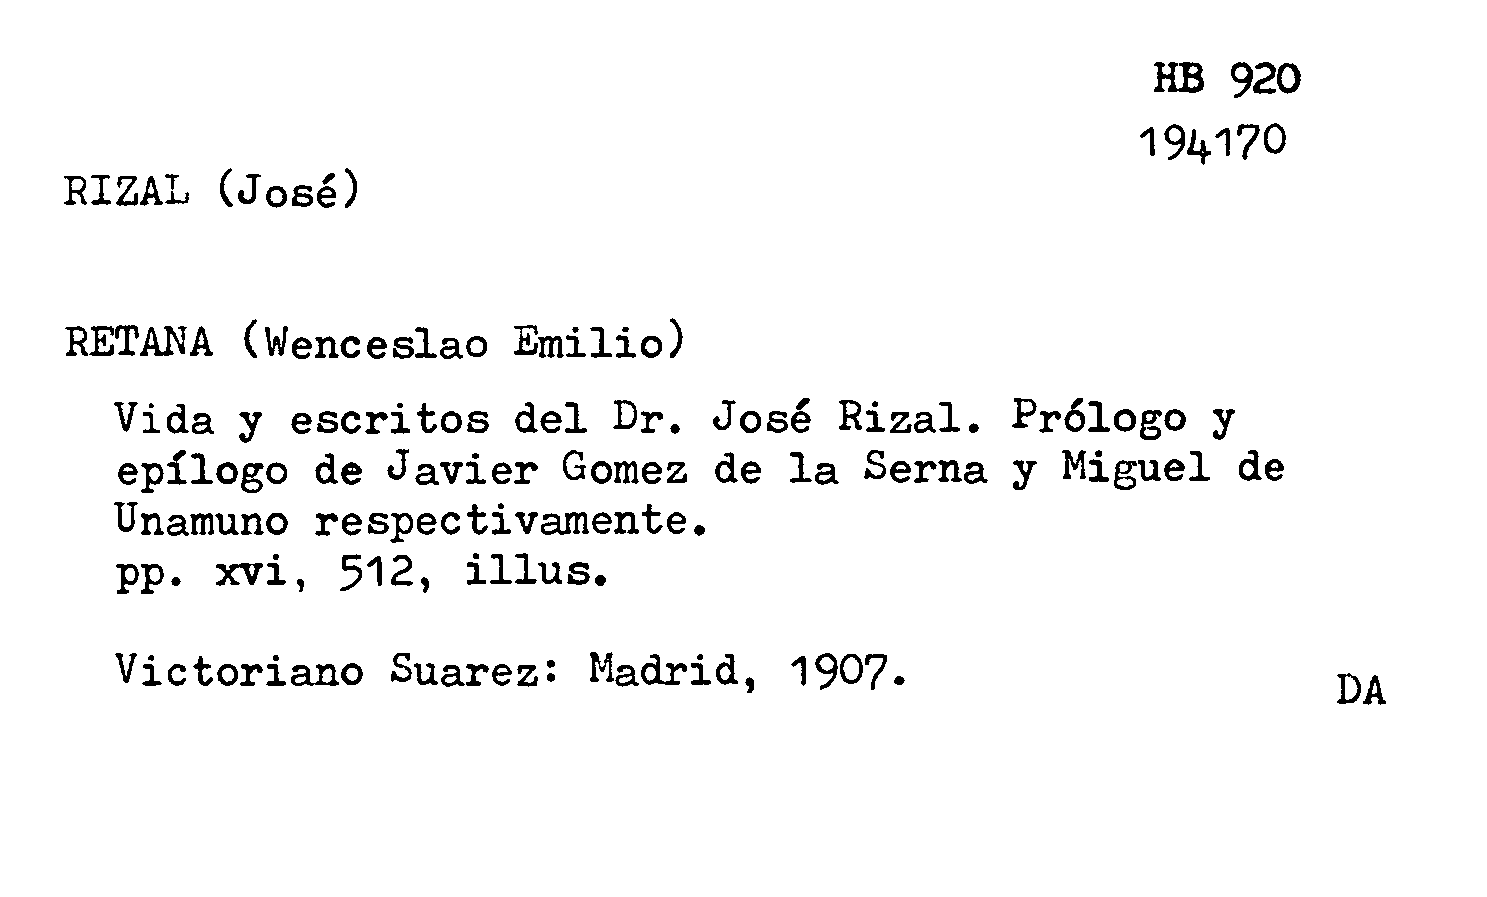 HB 920
194170
RIZAL (José)
RETANA (Wenceslao Emilio)
Vida y escritos del Dr. José Rizal. Prólogo y
epílogo de Javier Gomez de la Serna y Miguel de
Unamuno respectivamente.
pp. xvi, 512, illus.
Victoriano Suarez: Madrid, 1907.
DA